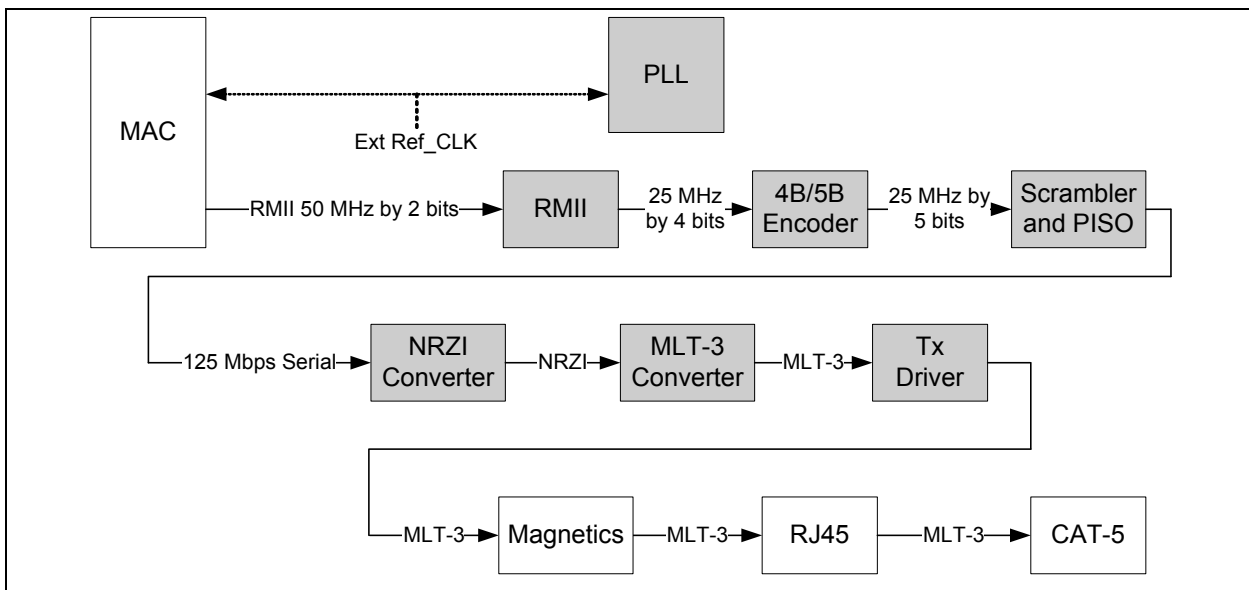 MAC
PLL
Ext Ref_CLK
RMII 50 MHz by 2 bits
RMII
25 MHz
by 4 bits
4B/5B
Encoder
25 MHz by
5 bits
Scrambler
and PISO
125 Mbps Serial
NRZI
Converter
NRZI
MLT-3
Converter
MLT-3
Tx
Driver
MLT-3
Magnetics
MLT-3
RJ45
MLT-3
CAT-5